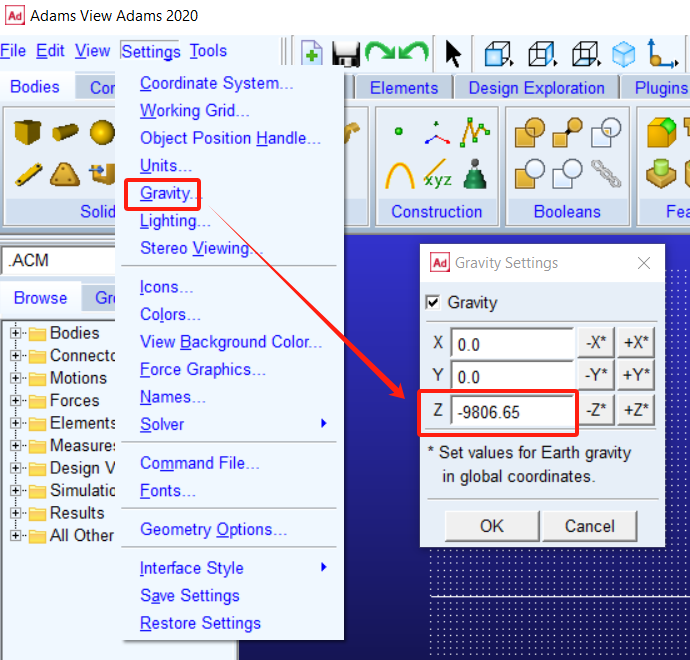 Ad Adams View Adams 2020
File Edit View Settings Tools
Bodies Con Elements Design Exploration Plugins
Coordinate System...
Working Grid...
Object Position Handle...
Units...
Gravity...
Lighting...
Stereo Viewing...
Icons...
Colors...
View Background Color...
Force Graphics...
Names...
Solver
Command File...
Fonts...
Geometry Options...
Interface Style
Save Settings
Restore Settings
xyz
Solid Construction Booleans Fea
.ACM
Browse Gr
Bodies
Connecto
Motions
Forces
Elements
Measures
Design V
Simulatio
Results
All Other
Ad Gravity Settings
Gravity
X 0.0 -X* +X*
Y 0.0 -Y* +Y*
Z -9806.65 -Z* +Z*
* Set values for Earth gravity
in global coordinates.
OK Cancel